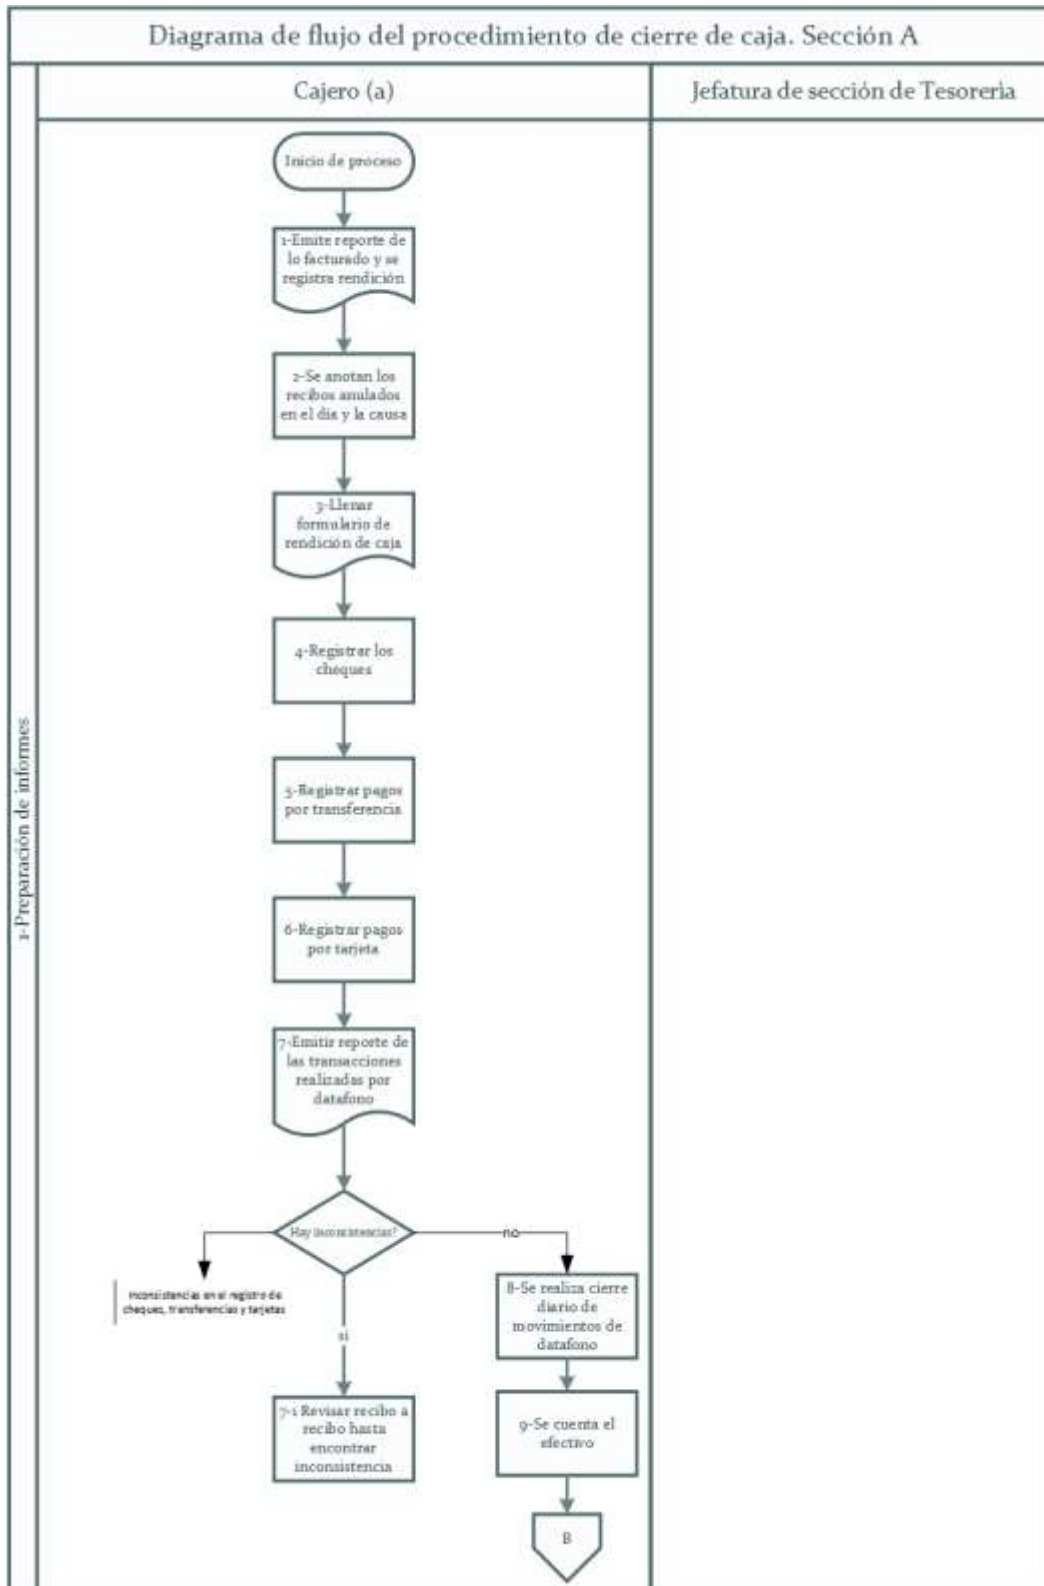 Diagrama de flujo del procedimiento de cierre de caja. Sección A
Cajero (a)
Jefatura de sección de Tesorería
1-Preparación de informes
Inicio de proceso
1-Emite reporte de
lo facturado y se
registra rendición
2-Se anotan los
recibos anulados
en el día y la causa
3-Llenar
formulario de
rendición de caja
4-Registrar los
cheques
5-Registrar pagos
por transferencia
6-Registrar pagos
por tarjeta
7-Emitir reporte de
las transacciones
realizadas por
datafono
Hay inconsistencias?
no
Inconsistencias en el registro de
cheques, transferencias y tarjetas
8-Se realiza cierre
diario de
movimientos de
datafono
si
7-1 Revisar recibo a
recibo hasta
encontrar
inconsistencia
9-Se cuenta el
efectivo
B